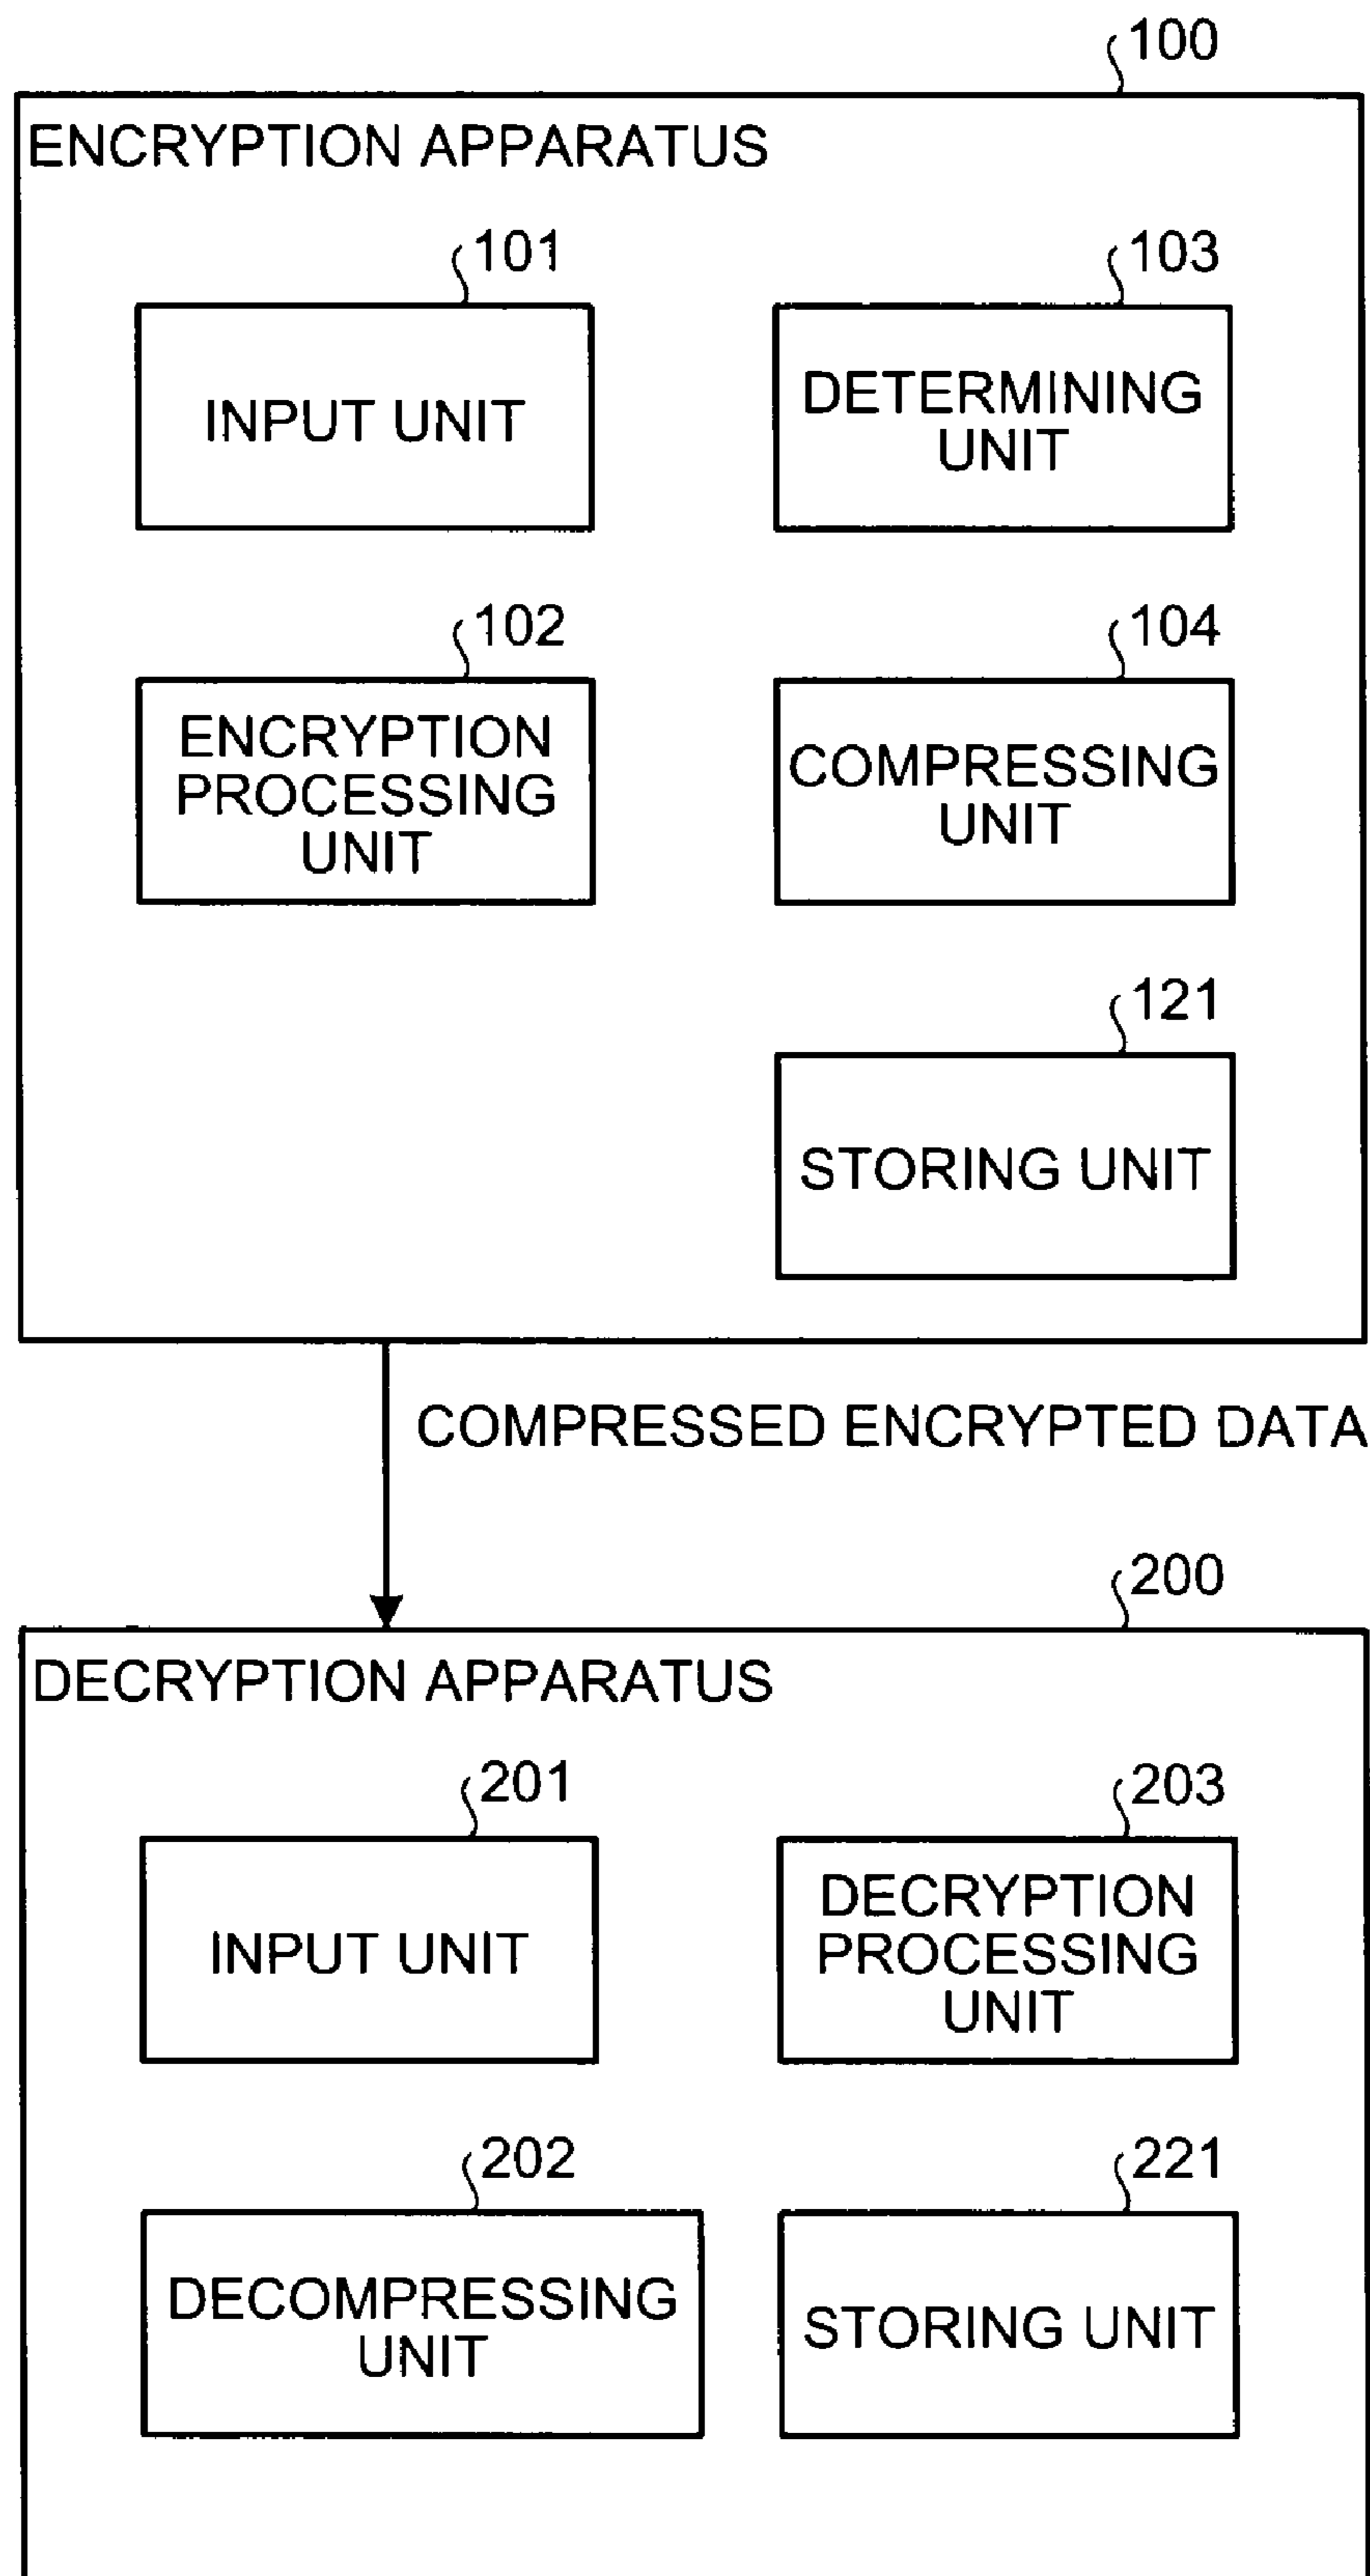 100
ENCRYPTION APPARATUS
101
INPUT UNIT
103
DETERMINING
UNIT
102
ENCRYPTION
PROCESSING
UNIT
104
COMPRESSING
UNIT
121
STORING UNIT
COMPRESSED ENCRYPTED DATA
200
DECRYPTION APPARATUS
201
INPUT UNIT
203
DECRYPTION
PROCESSING
UNIT
202
DECOMPRESSING
UNIT
221
STORING UNIT